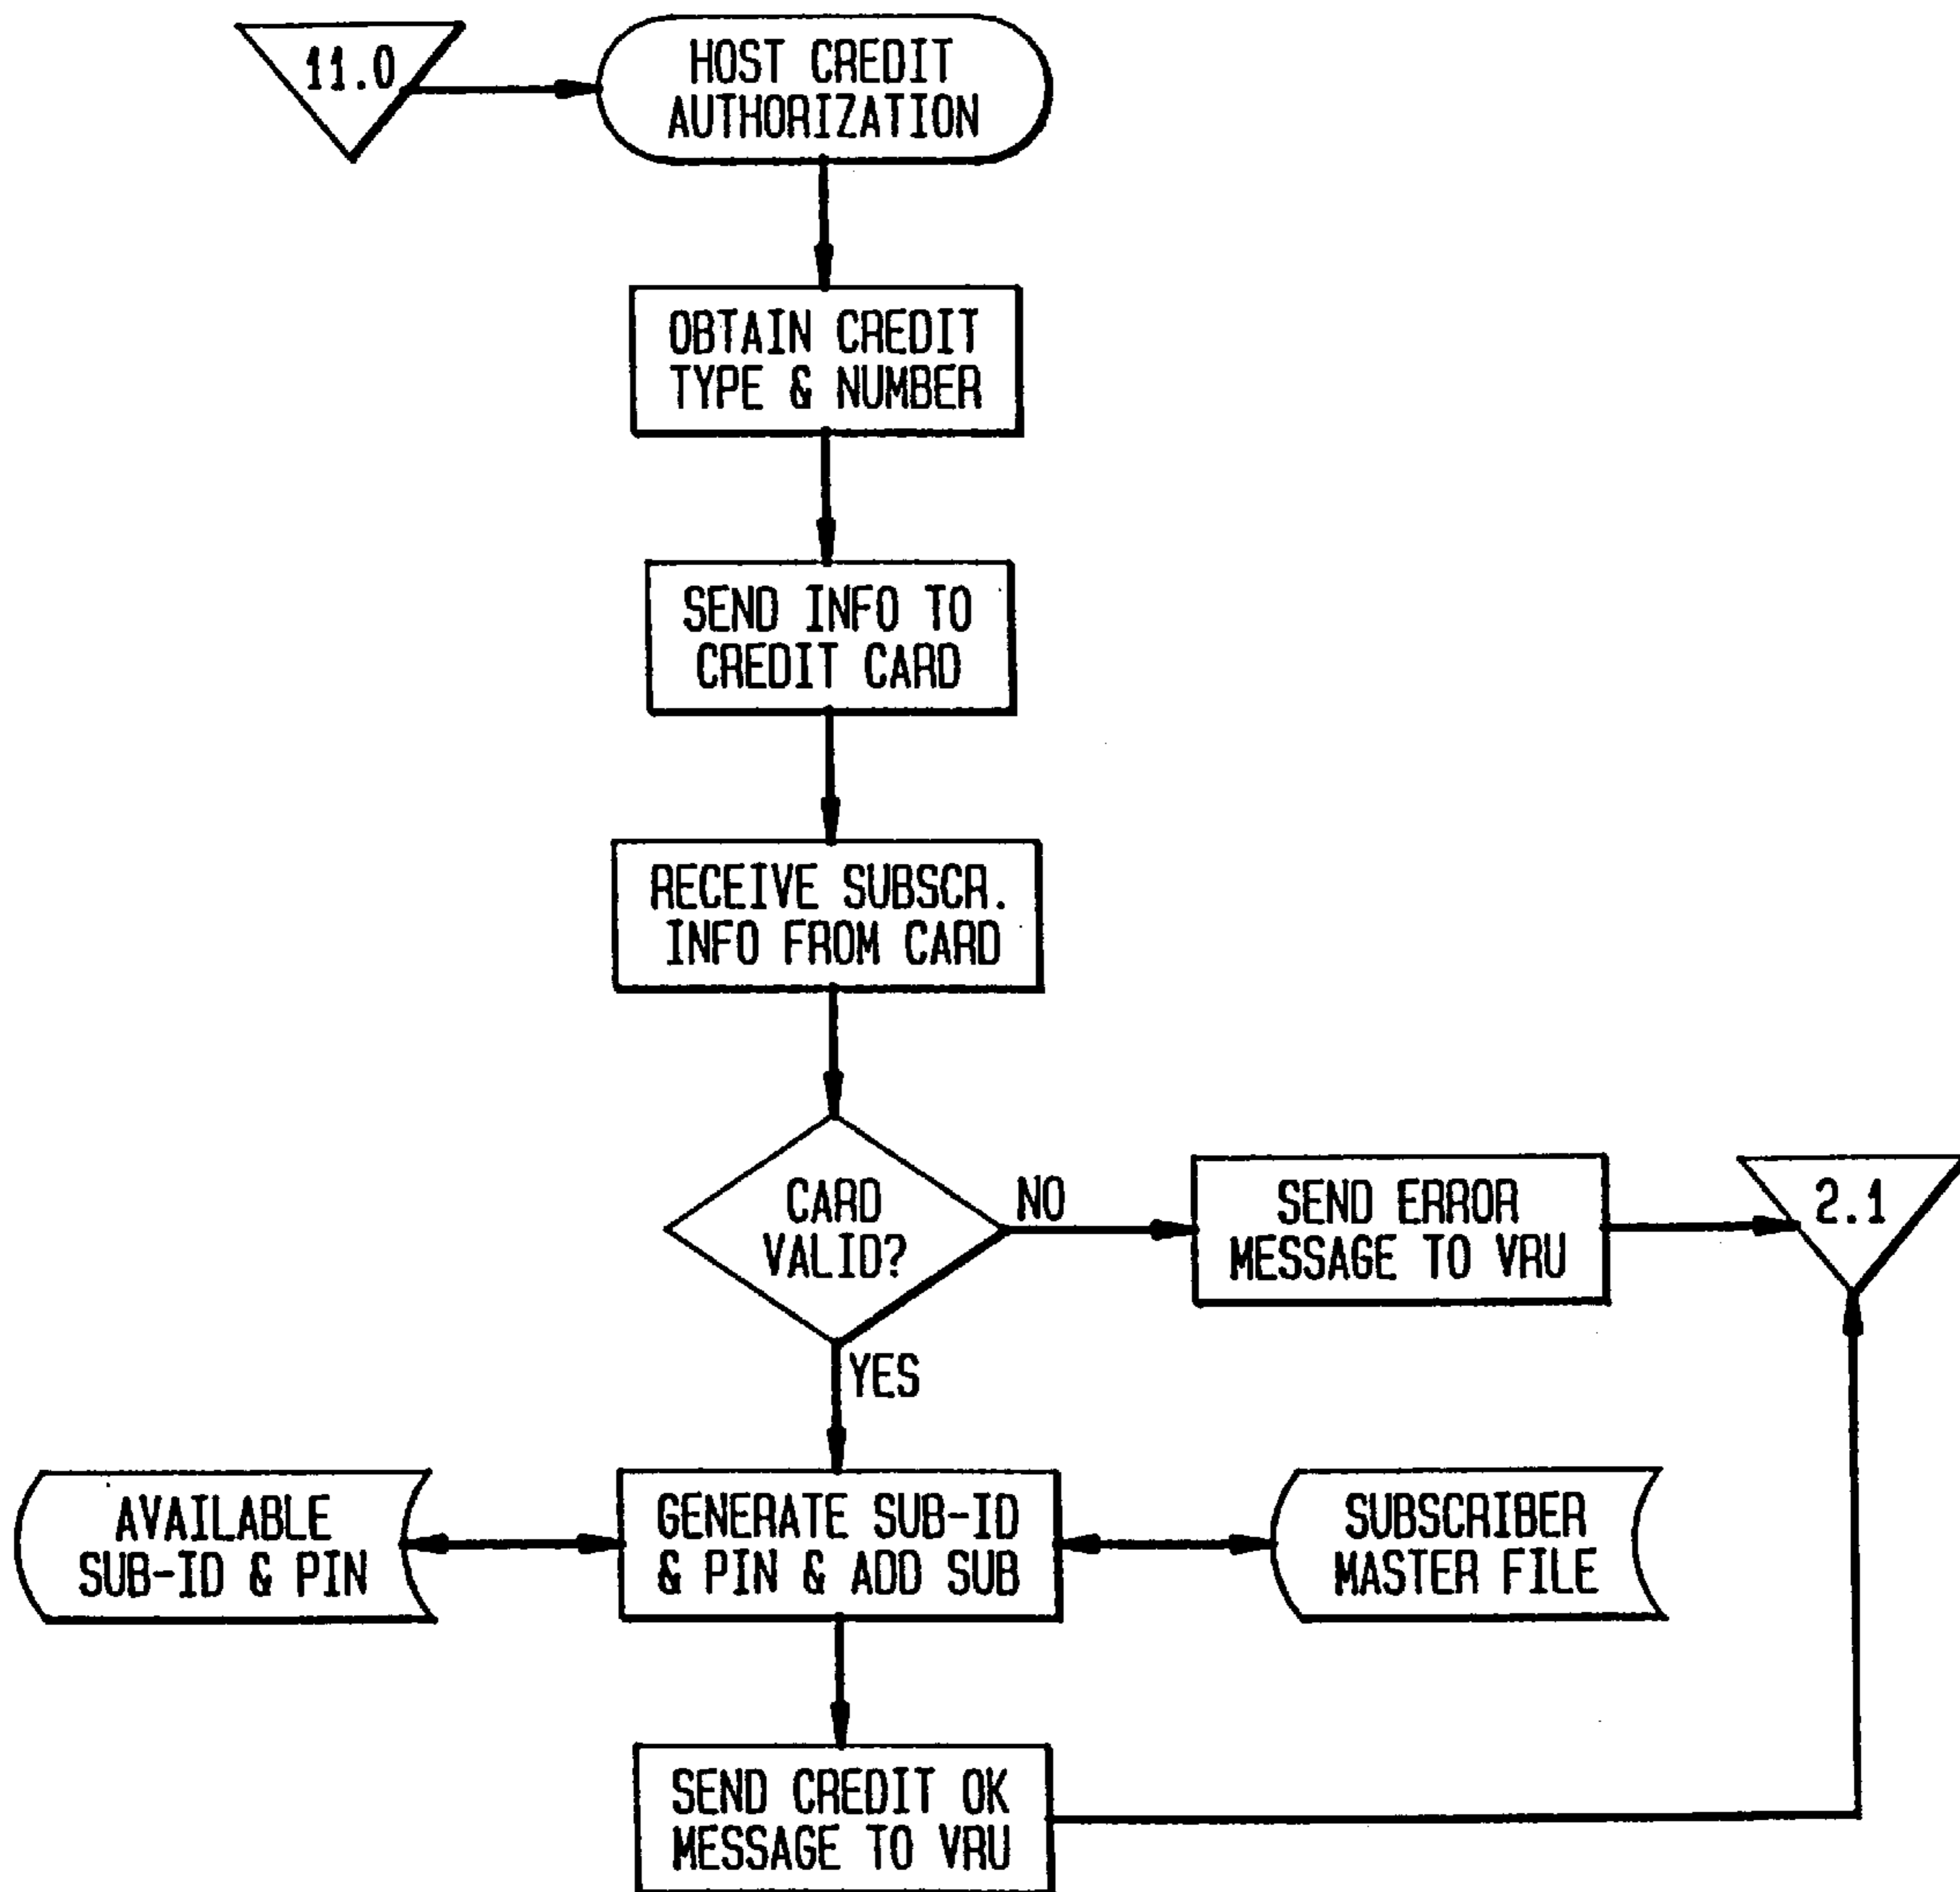 11.0
HOST CREDIT
AUTHORIZATION
OBTAIN CREDIT
TYPE & NUMBER
SEND INFO TO
CREDIT CARD
RECEIVE SUBSCR.
INFO FROM CARD
CARD
VALID?
NO
SEND ERROR
MESSAGE TO VRU
2.1
YES
AVAILABLE
SUB-ID & PIN
GENERATE SUB-ID
& PIN & ADD SUB
SUBSCRIBER
MASTER FILE
SEND CREDIT OK
MESSAGE TO VRU